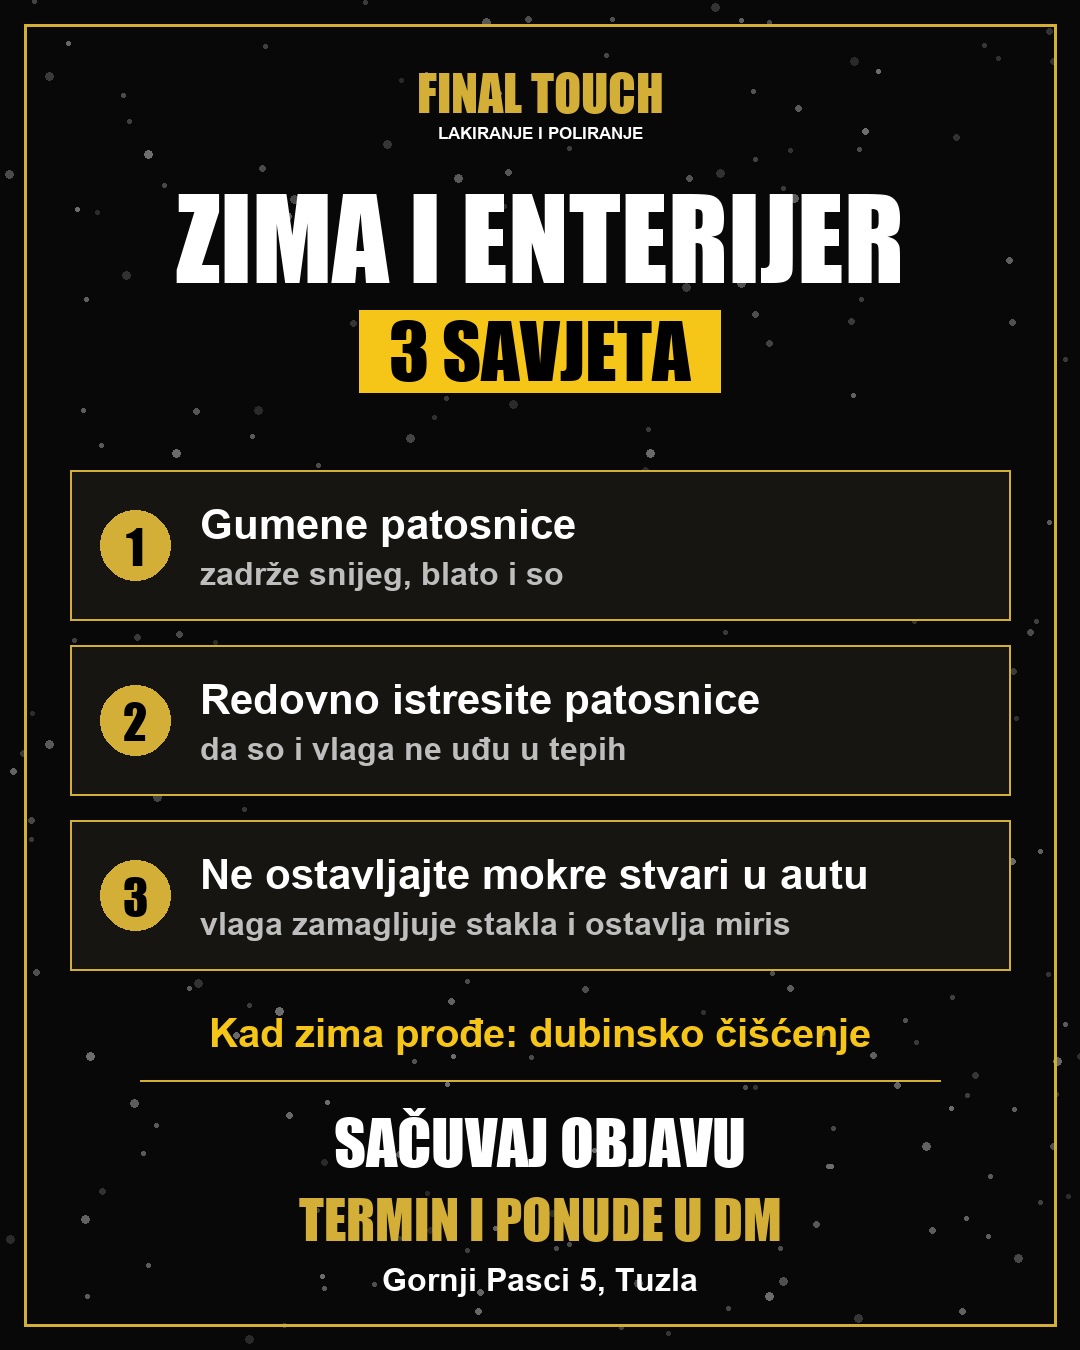 FINAL TOUCH
LAKIRANJE I POLIRANJE
ZIMA I ENTERIJER
3 SAVJETA
1
Gumene patosnice
zadrže snijeg, blato i so
2
Redovno istresite patosnice
da so i vlaga ne uđu u tepih
3
Ne ostavljajte mokre stvari u autu
vlaga zamagljuje stakla i ostavlja miris
Kad zima prođe: dubinsko čišćenje
SAČUVAJ OBJAVU
TERMIN I PONUDE U DM
Gornji Pasci 5, Tuzla